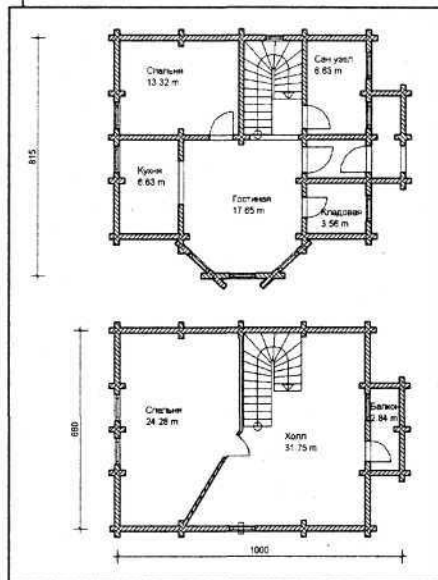 Спальня
13.32 m
Сан узел
6.63 m
815
Кухня
6.63 m
Гостиная
17.65 m
Кладовая
3.56 m
680
Спальня
24.28 m
Холл
31.75 m
Балкон
2.84 m
1000